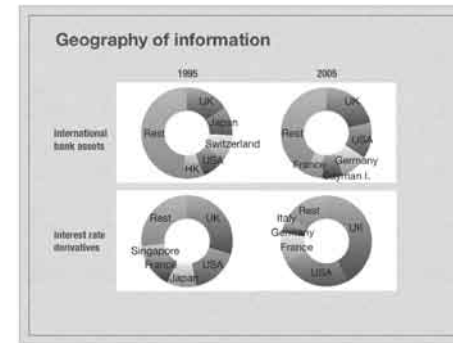 Geography of information
1995
2005
International
bank assets
UK
Japan
Switzerland
USA
HK
Rest
UK
USA
Germany
Cayman I.
France
Rest
Interest rate
derivatives
UK
USA
Japan
France
Singapore
Rest
UK
USA
France
Germany
Italy
Rest